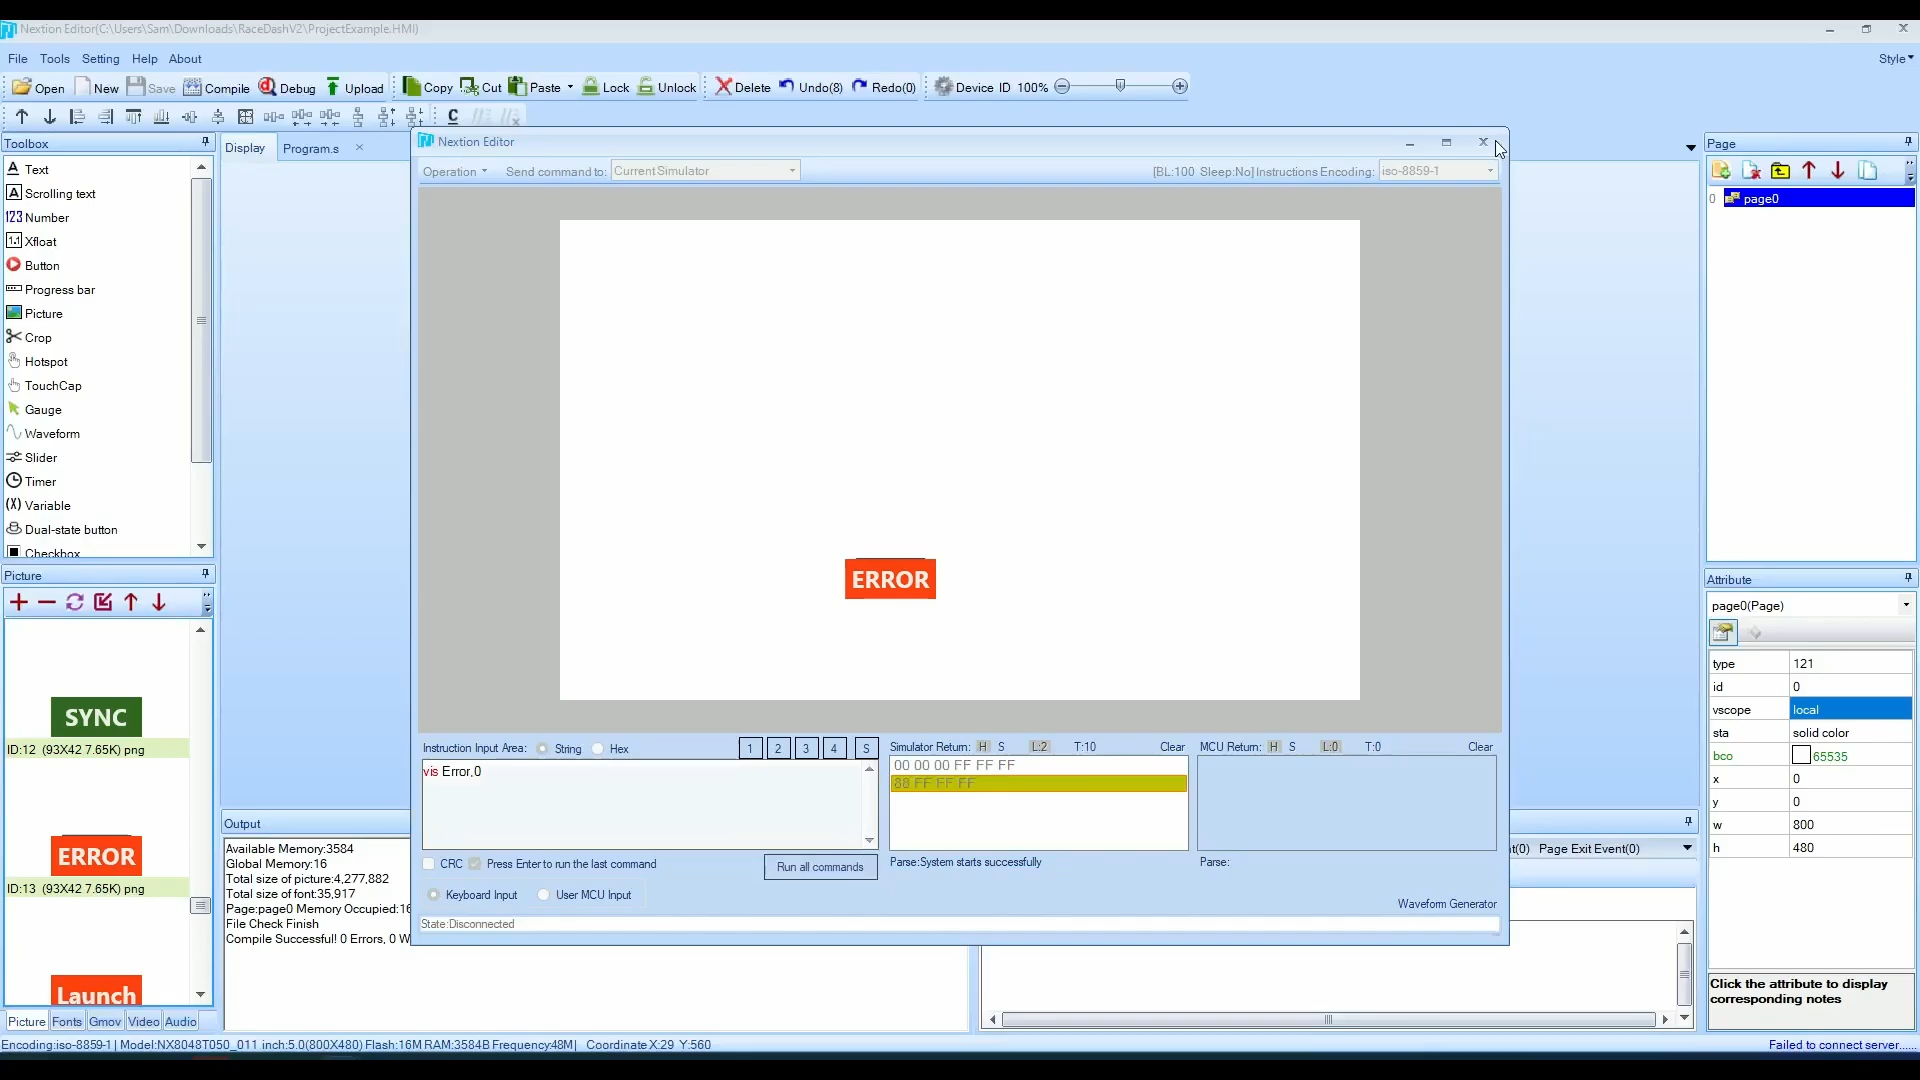 Nextion Editor(C:\Users\Sam\Downloads\RaceDashV2\ProjectExample.HMI)
File Tools Setting Help About
Style
Open New Save Compile Debug Upload Copy Cut Paste Lock Unlock Delete Undo(8) Redo(0) Device ID 100%
Toolbox
Text
Scrolling text
123 Number
1.1 Xfloat
Button
Progress bar
Picture
Crop
Hotspot
TouchCap
Gauge
Waveform
Slider
Timer
(X) Variable
Dual-state button
Checkbox
Picture
SYNC
ID:12 (93X42 7.65K) png
ERROR
ID:13 (93X42 7.65K) png
Launch
Picture Fonts Gmov Video Audio
Display Program.s
Nextion Editor
Operation Send command to: Current Simulator
[BL:100 Sleep:No] Instructions Encoding: iso-8859-1
ERROR
Instruction Input Area: String Hex 1 2 3 4 S
vis Error,0
CRC Press Enter to run the last command Run all commands
Keyboard Input User MCU Input
State:Disconnected
Simulator Return: H S L:2 T:10 Clear
00 00 00 FF FF FF
88 FF FF FF
Parse:System starts successfully
MCU Return: H S L:0 T:0 Clear
Parse:
Waveform Generator
Output
Available Memory:3584
Global Memory:16
Total size of picture:4,277,882
Total size of font:35,917
Page:page0 Memory Occupied:16
File Check Finish
Compile Successful! 0 Errors, 0 W
t(0) Page Exit Event(0)
Page
0 page0
Attribute
page0(Page)
type 121
id 0
vscope local
sta solid color
bco 65535
x 0
y 0
w 800
h 480
Click the attribute to display
corresponding notes
Encoding:iso-8859-1 | Model:NX8048T050_011 inch:5.0(800X480) Flash:16M RAM:3584B Frequency:48M| Coordinate X:29 Y:560
Failed to connect server......